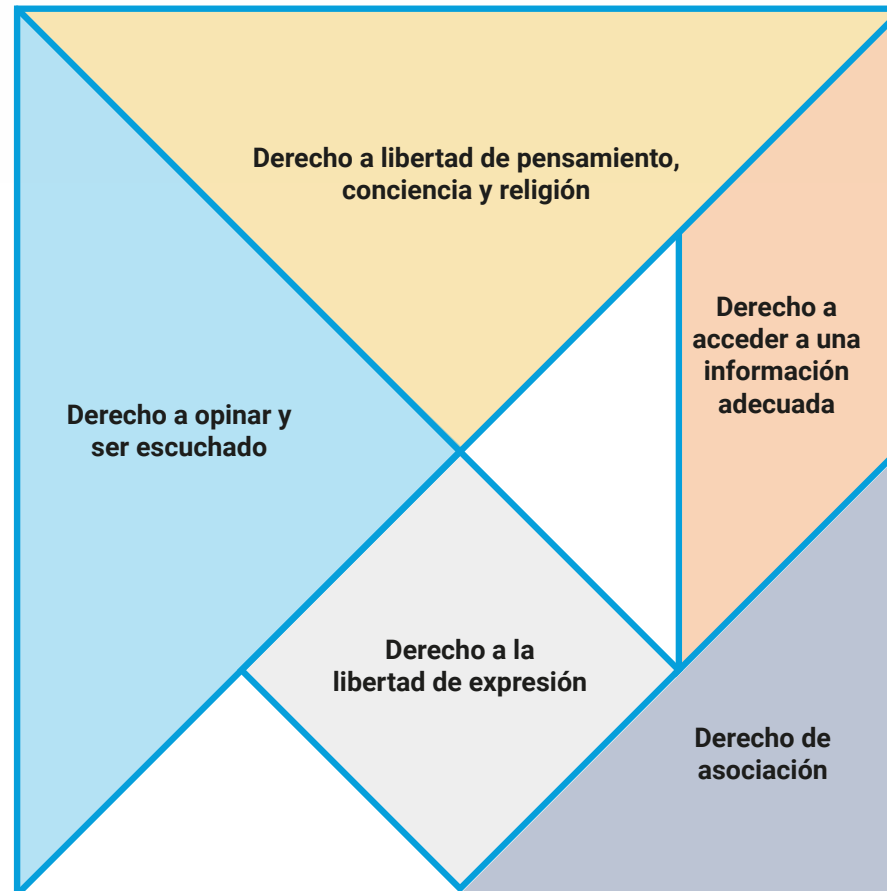 Derecho a libertad de pensamiento,
conciencia y religión
Derecho a
acceder a una
información
adecuada
Derecho a opinar y
ser escuchado
Derecho a la
libertad de expresión
Derecho de
asociación